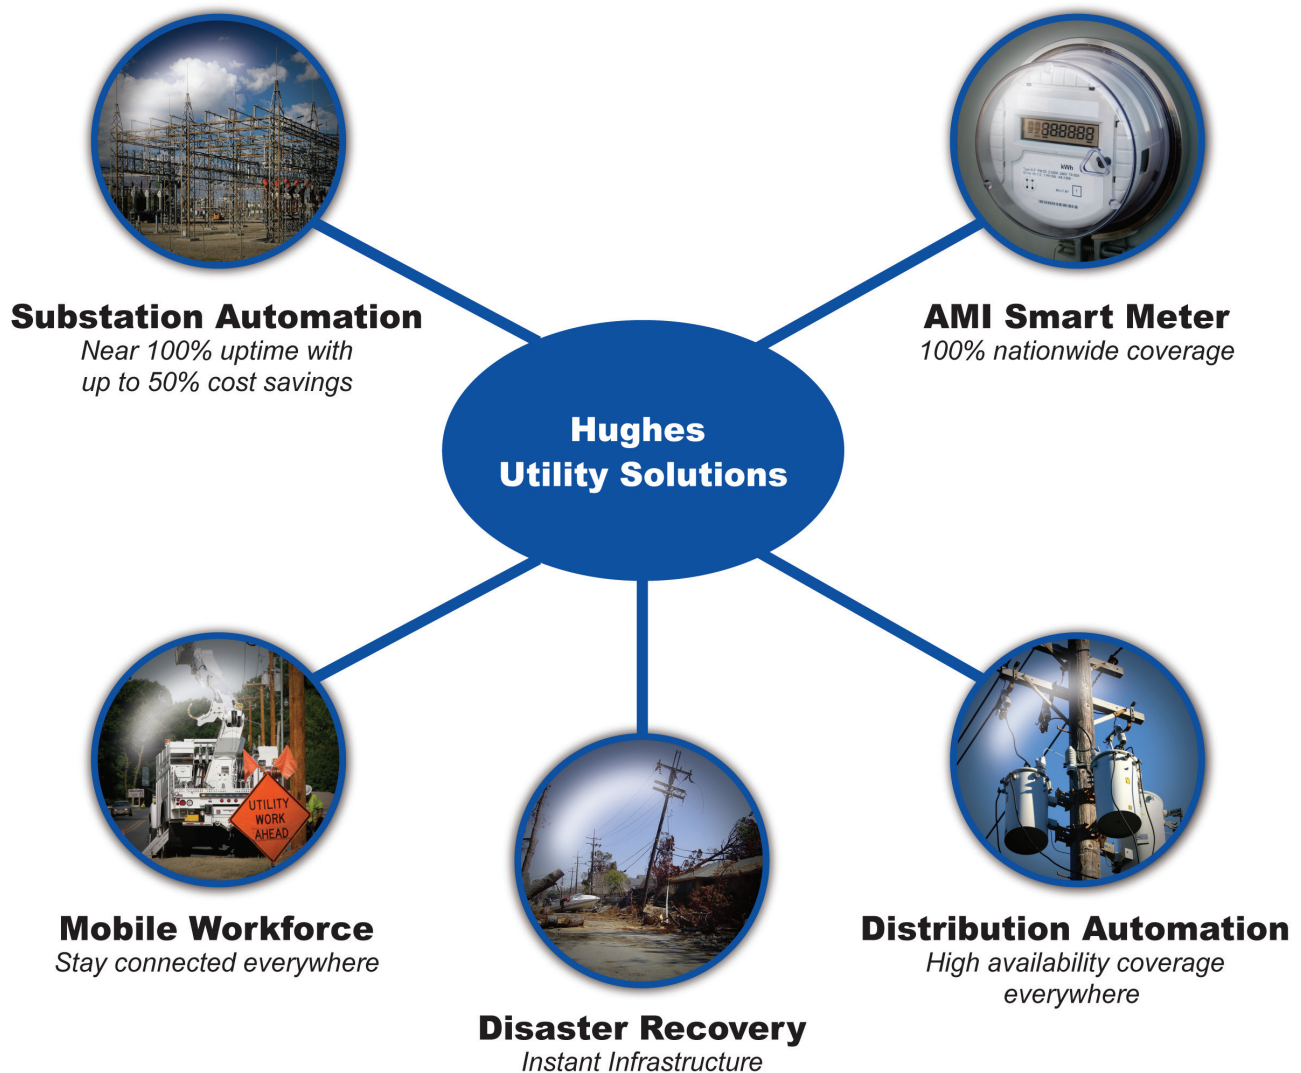 Substation Automation
Near 100% uptime with
up to 50% cost savings
AMI Smart Meter
100% nationwide coverage
kWh
Hughes
Utility Solutions
UTILITY
WORK
AHEAD
Mobile Workforce
Stay connected everywhere
Disaster Recovery
Instant Infrastructure
Distribution Automation
High availability coverage
everywhere